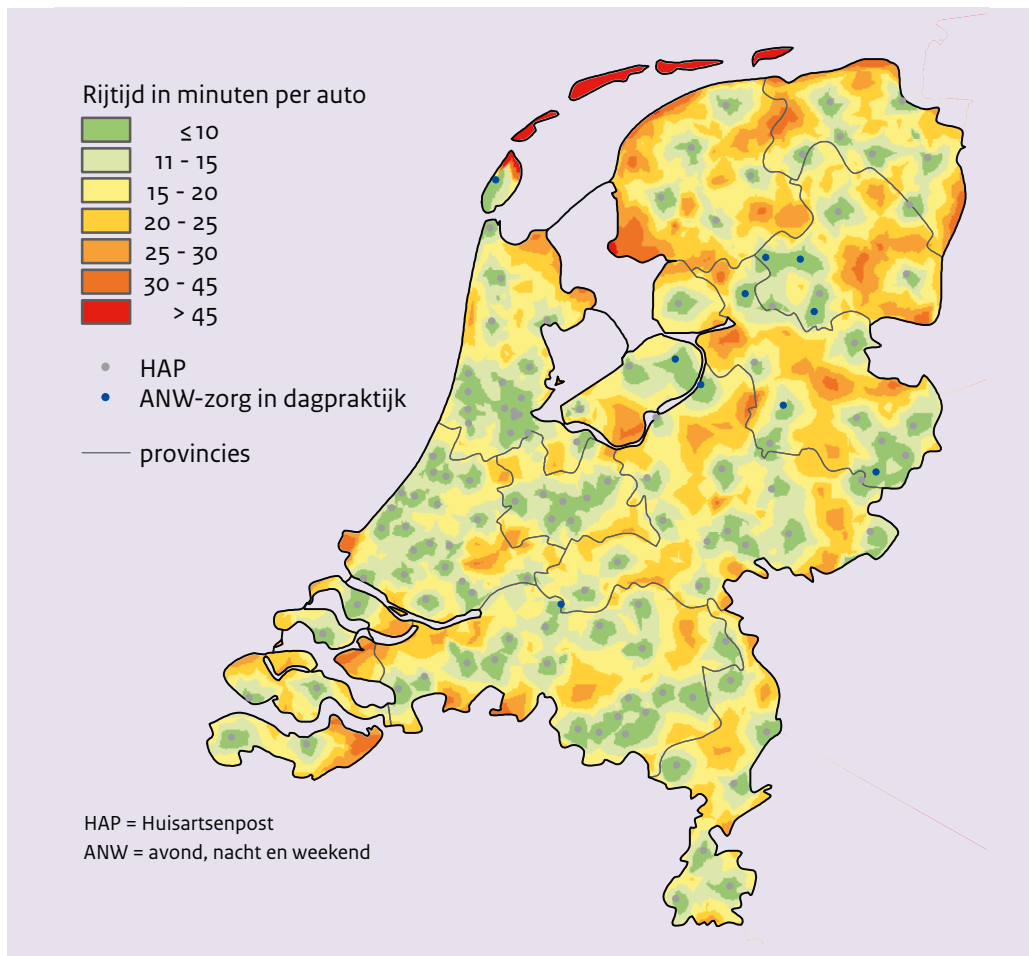 Rijtijd in minuten per auto
≤10
11 - 15
15 - 20
20 - 25
25 - 30
30 - 45
> 45
HAP
ANW-zorg in dagpraktijk
provincies
HAP = Huisartsenpost
ANW = avond, nacht en weekend